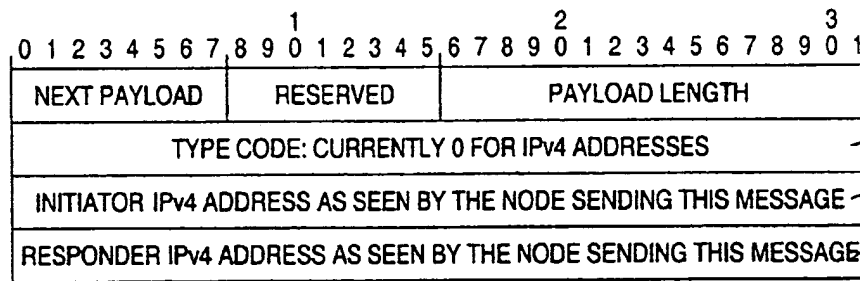 1 2 3
0 1 2 3 4 5 6 7 8 9 0 1 2 3 4 5 6 7 8 9 0 1 2 3 4 5 6 7 8 9 0 1
NEXT PAYLOAD RESERVED PAYLOAD LENGTH
TYPE CODE: CURRENTLY 0 FOR IPv4 ADDRESSES
INITIATOR IPv4 ADDRESS AS SEEN BY THE NODE SENDING THIS MESSAGE
RESPONDER IPv4 ADDRESS AS SEEN BY THE NODE SENDING THIS MESSAGE